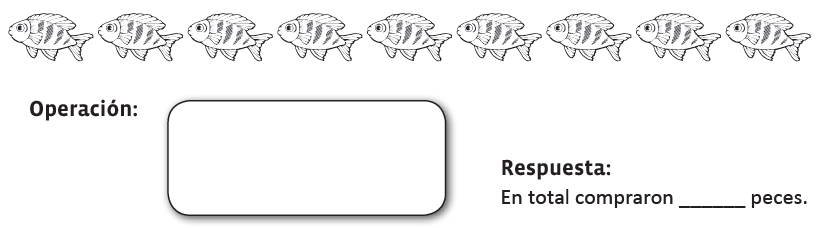 Operación:
Respuesta:
En total compraron ______ peces.